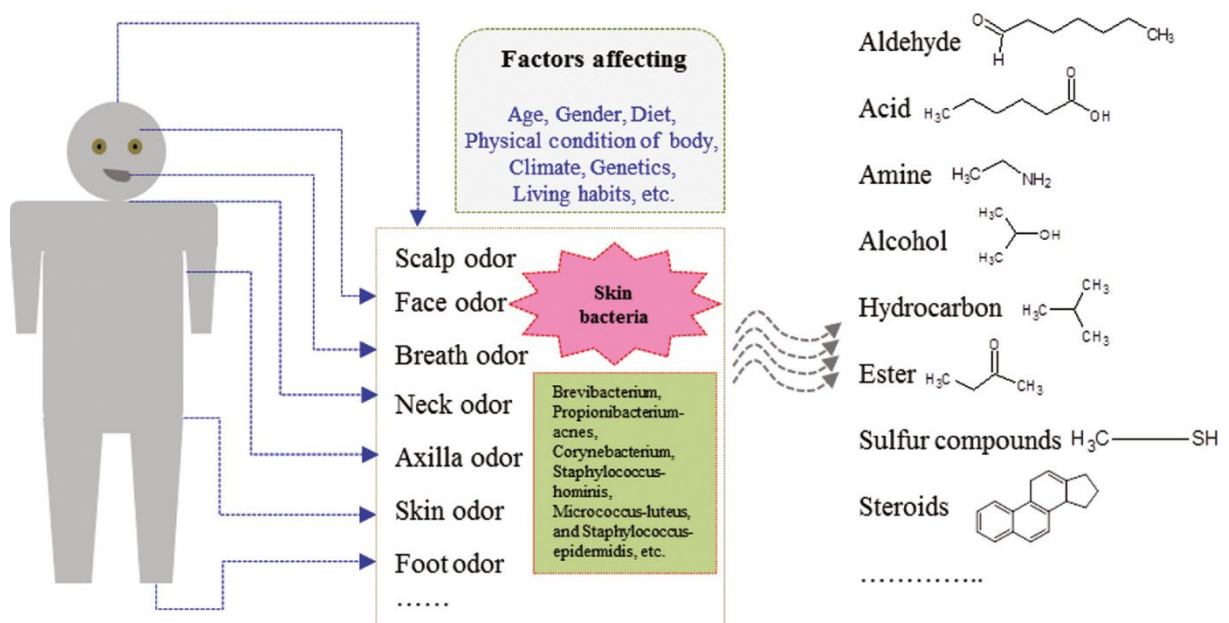 Factors affecting
Age, Gender, Diet,
Physical condition of body,
Climate, Genetics,
Living habits, etc.
Scalp odor
Face odor
Breath odor
Neck odor
Axilla odor
Skin odor
Foot odor
......
Skin
bacteria
Brevibacterium,
Propionibacterium-
acnes,
Corynebacterium,
Staphylococcus-
hominis,
Micrococcus-luteus,
and Staphylococcus-
epidermidis, etc.
Aldehyde
O
H
CH₃
Acid
H₃C
O
OH
Amine
H₃C
NH₂
Alcohol
H₃C
OH
H₃C
Hydrocarbon
CH₃
H₃C
CH₃
Ester
O
H₃C
CH₃
Sulfur compounds H₃C SH
Steroids
..............